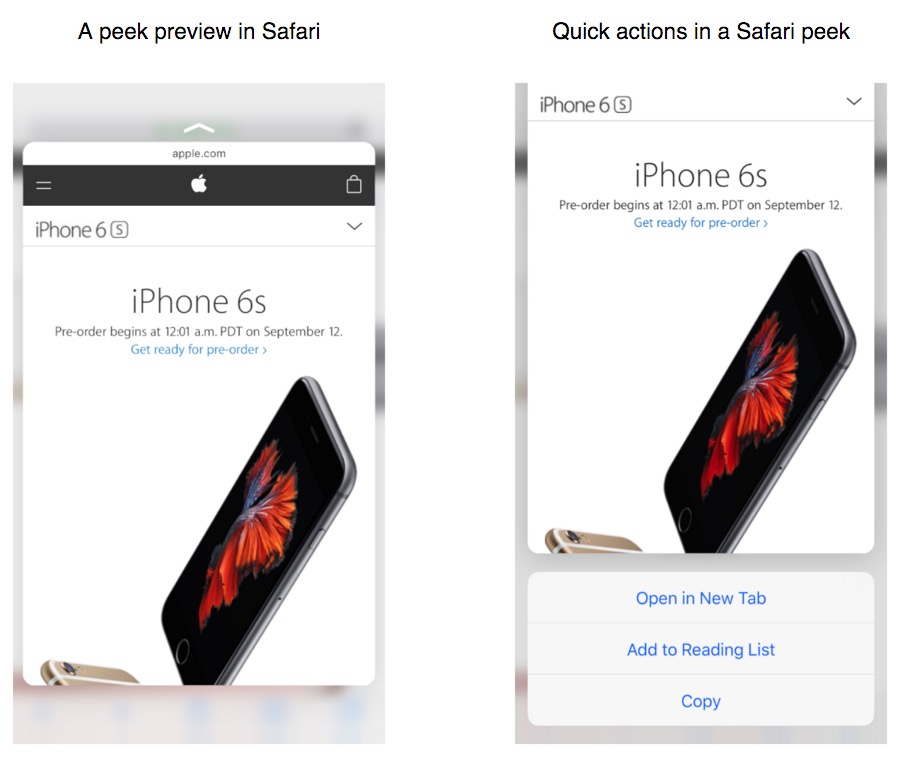 A peek preview in Safari
apple.com
iPhone 6 S
iPhone 6s
Pre-order begins at 12:01 a.m. PDT on September 12.
Get ready for pre-order ›
Quick actions in a Safari peek
iPhone 6 S
iPhone 6s
Pre-order begins at 12:01 a.m. PDT on September 12.
Get ready for pre-order ›
Open in New Tab
Add to Reading List
Copy